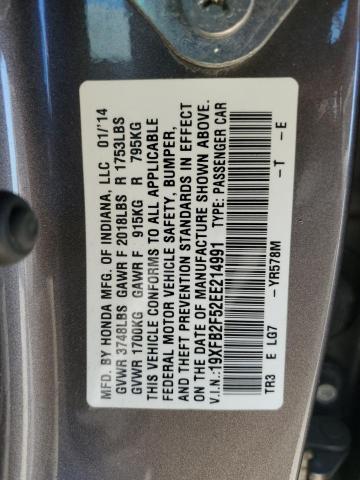 MFD. BY HONDA MFG. OF INDIANA, LLC 01/'14
GVWR 3748LBS GAWR F 2018LBS R 1753LBS
GVWR 1700KG GAWR F 915KG R 795KG
THIS VEHICLE CONFORMS TO ALL APPLICABLE
FEDERAL MOTOR VEHICLE SAFETY, BUMPER,
AND THEFT PREVENTION STANDARDS IN EFFECT
ON THE DATE OF MANUFACTURE SHOWN ABOVE.
V.I.N.:19XFB2F52EE214991 TYPE: PASSENGER CAR
TR3 E LG7 -YR578M -T -E